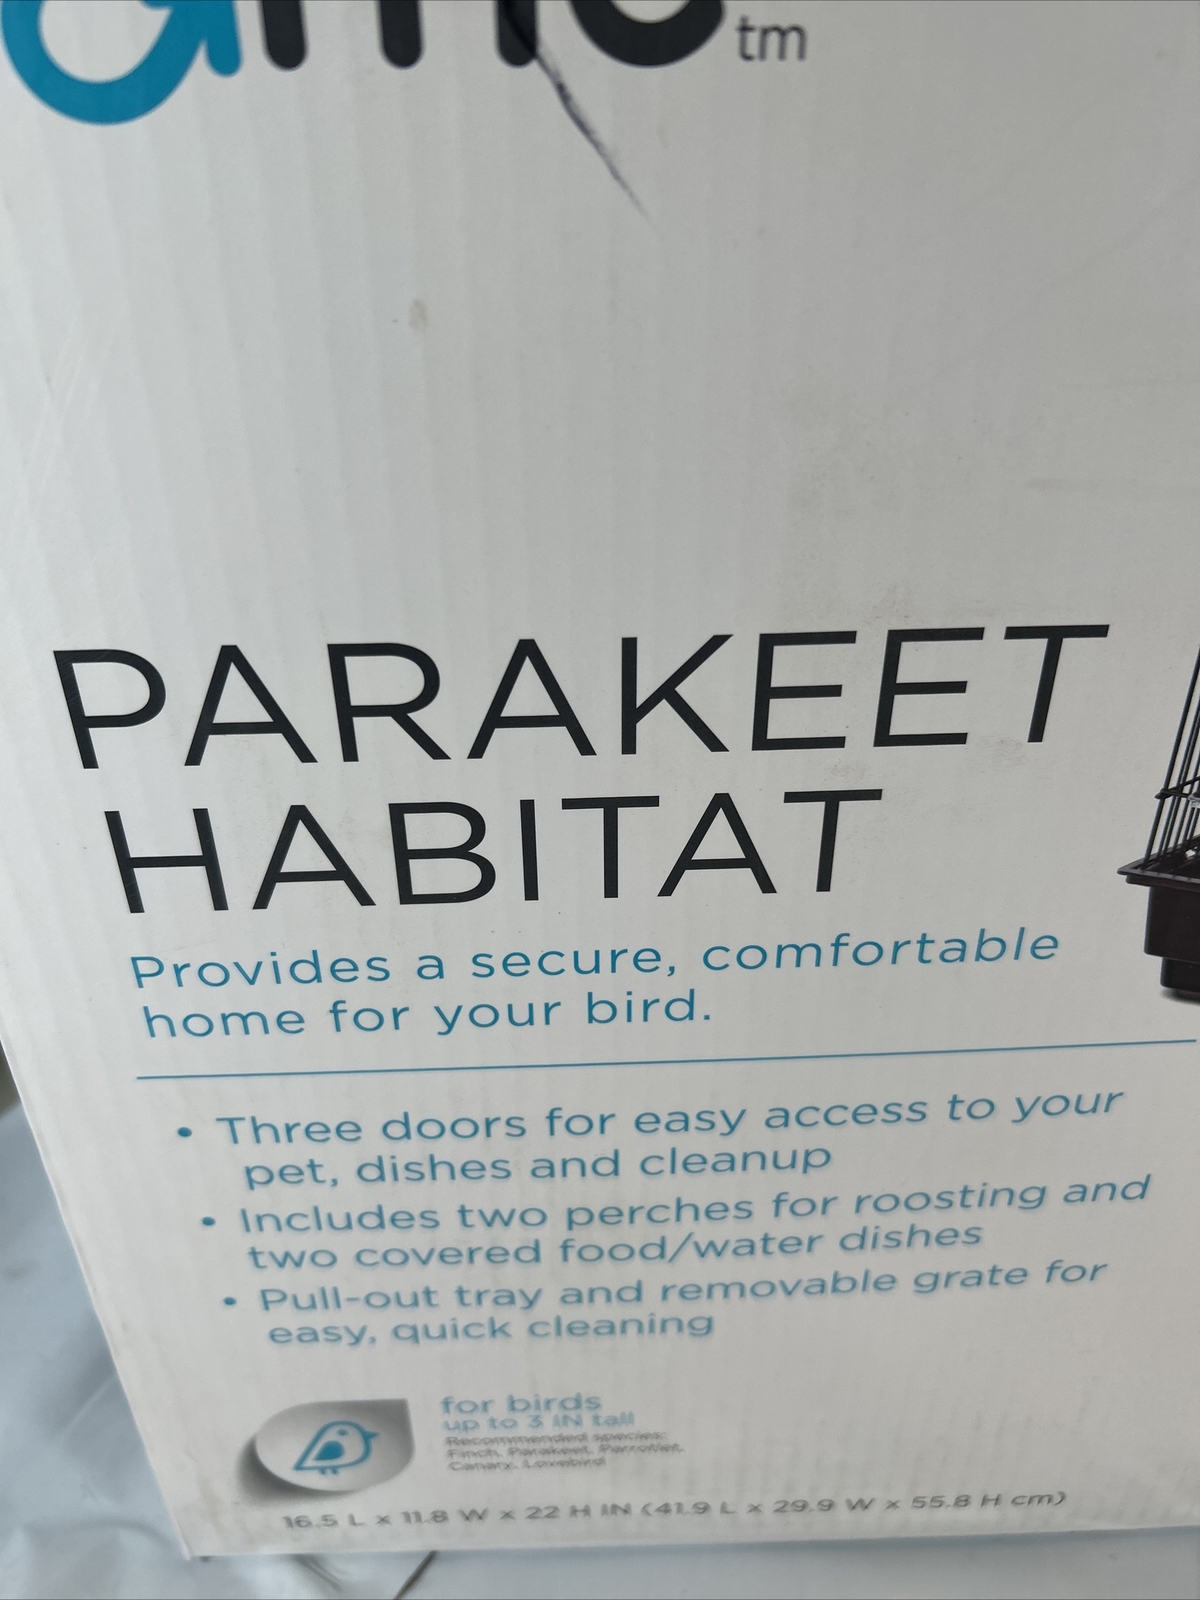 tm
PARAKEET
HABITAT
Provides a secure, comfortable
home for your bird.
• Three doors for easy access to your
pet, dishes and cleanup
• Includes two perches for roosting and
two covered food/water dishes
• Pull-out tray and removable grate for
easy, quick cleaning
for birds
up to 3 IN tall
Recommended species:
Finch, Parakeet, Parrotlet,
Canary, Lovebird
16.5 L x 11.8 W x 22 H IN (41.9 L x 29.9 W x 55.8 H cm)